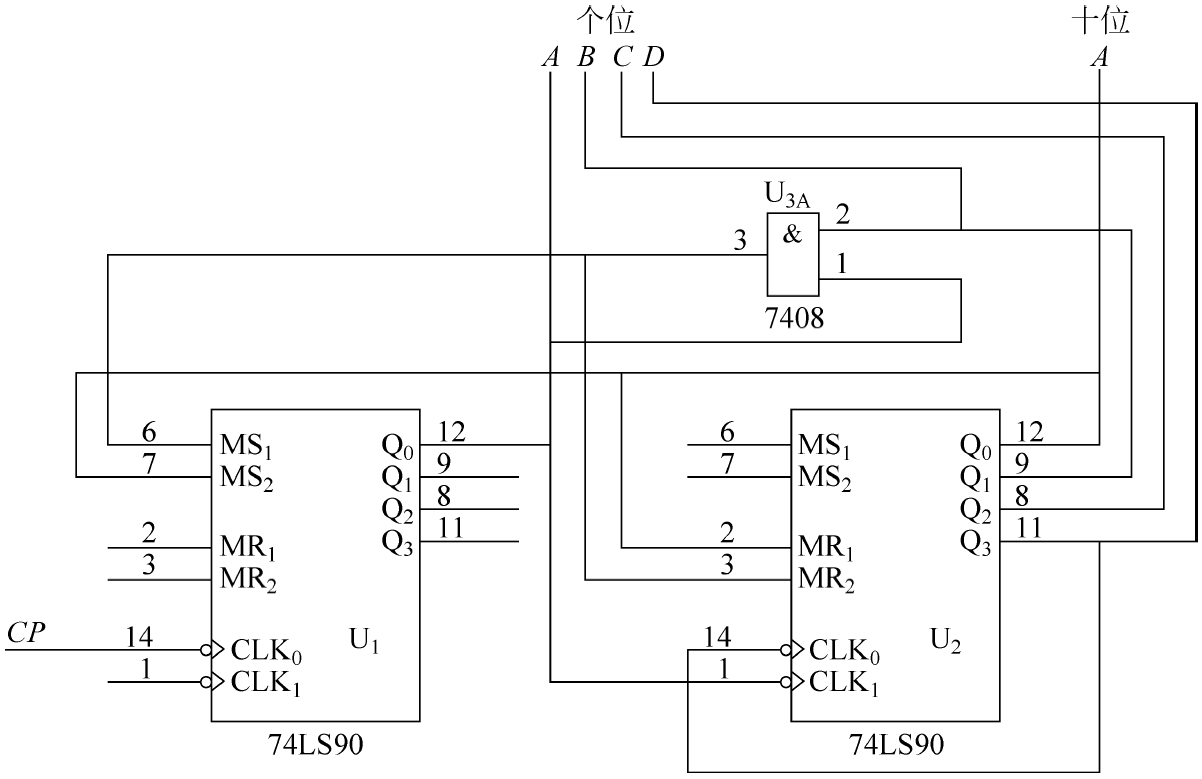 个位 十位
A B C D A
U3A
&
2
3
1
7408
6 MS1 Q0 12 6 MS1 Q0 12
7 MS2 Q1 9 7 MS2 Q1 9
Q2 8 Q2 8
2 MR1 Q3 11 2 MR1 Q3 11
3 MR2 3 MR2
CP 14 CLK0 U1 14 CLK0 U2
1 CLK1 1 CLK1
74LS90 74LS90